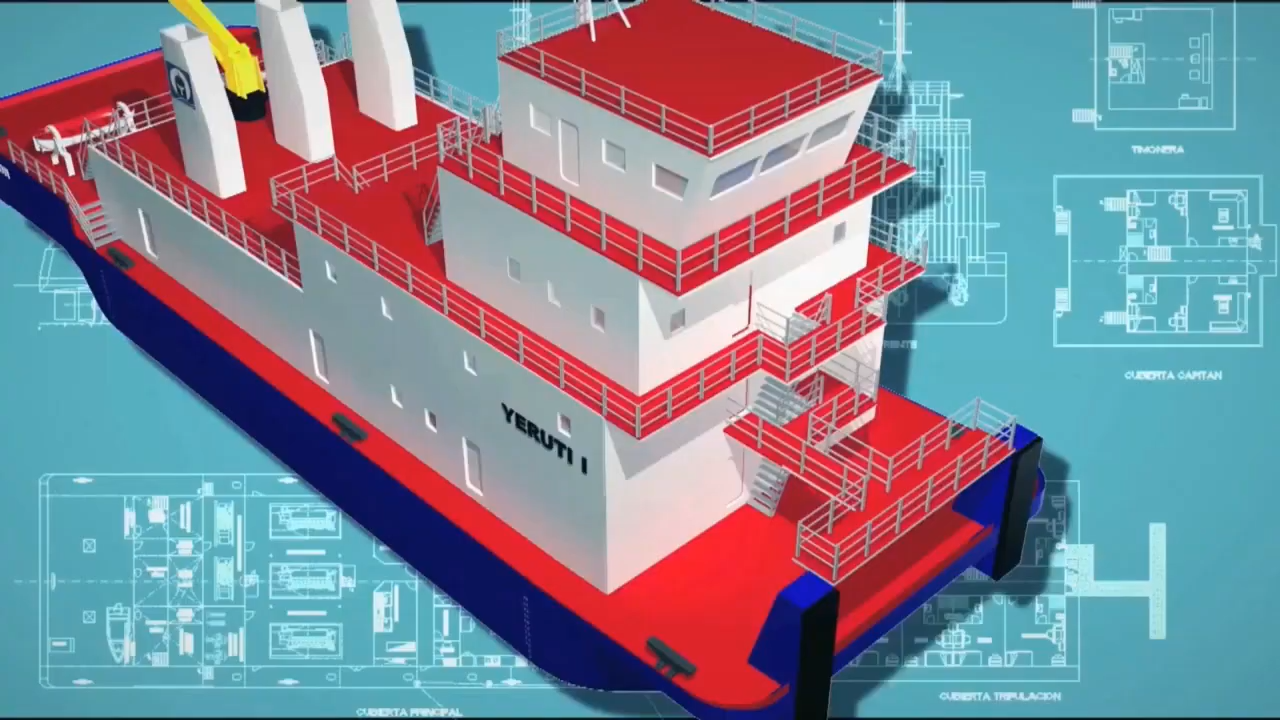 TIMONERA
CUBIERTA CAPITAN
YERUTI I
CUBIERTA TRIPULACION
CUBIERTA PRINCIPAL